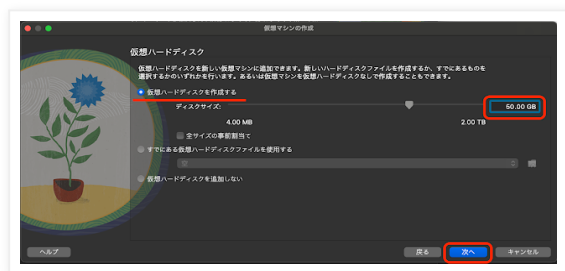 仮想マシンの作成
仮想ハードディスク
仮想ハードディスクを新しい仮想マシンに追加できます。新しいハードディスクファイルを作成するか、すでにあるものを
選択するかのいずれかを行います。あるいは仮想マシンを仮想ハードディスクなしで作成することもできます。
仮想ハードディスクを作成する
ディスクサイズ: 50.00 GB
4.00 MB 2.00 TB
全サイズの事前割当て
すでにある仮想ハードディスクファイルを使用する
空
仮想ハードディスクを追加しない
ヘルプ 戻る 次へ キャンセル